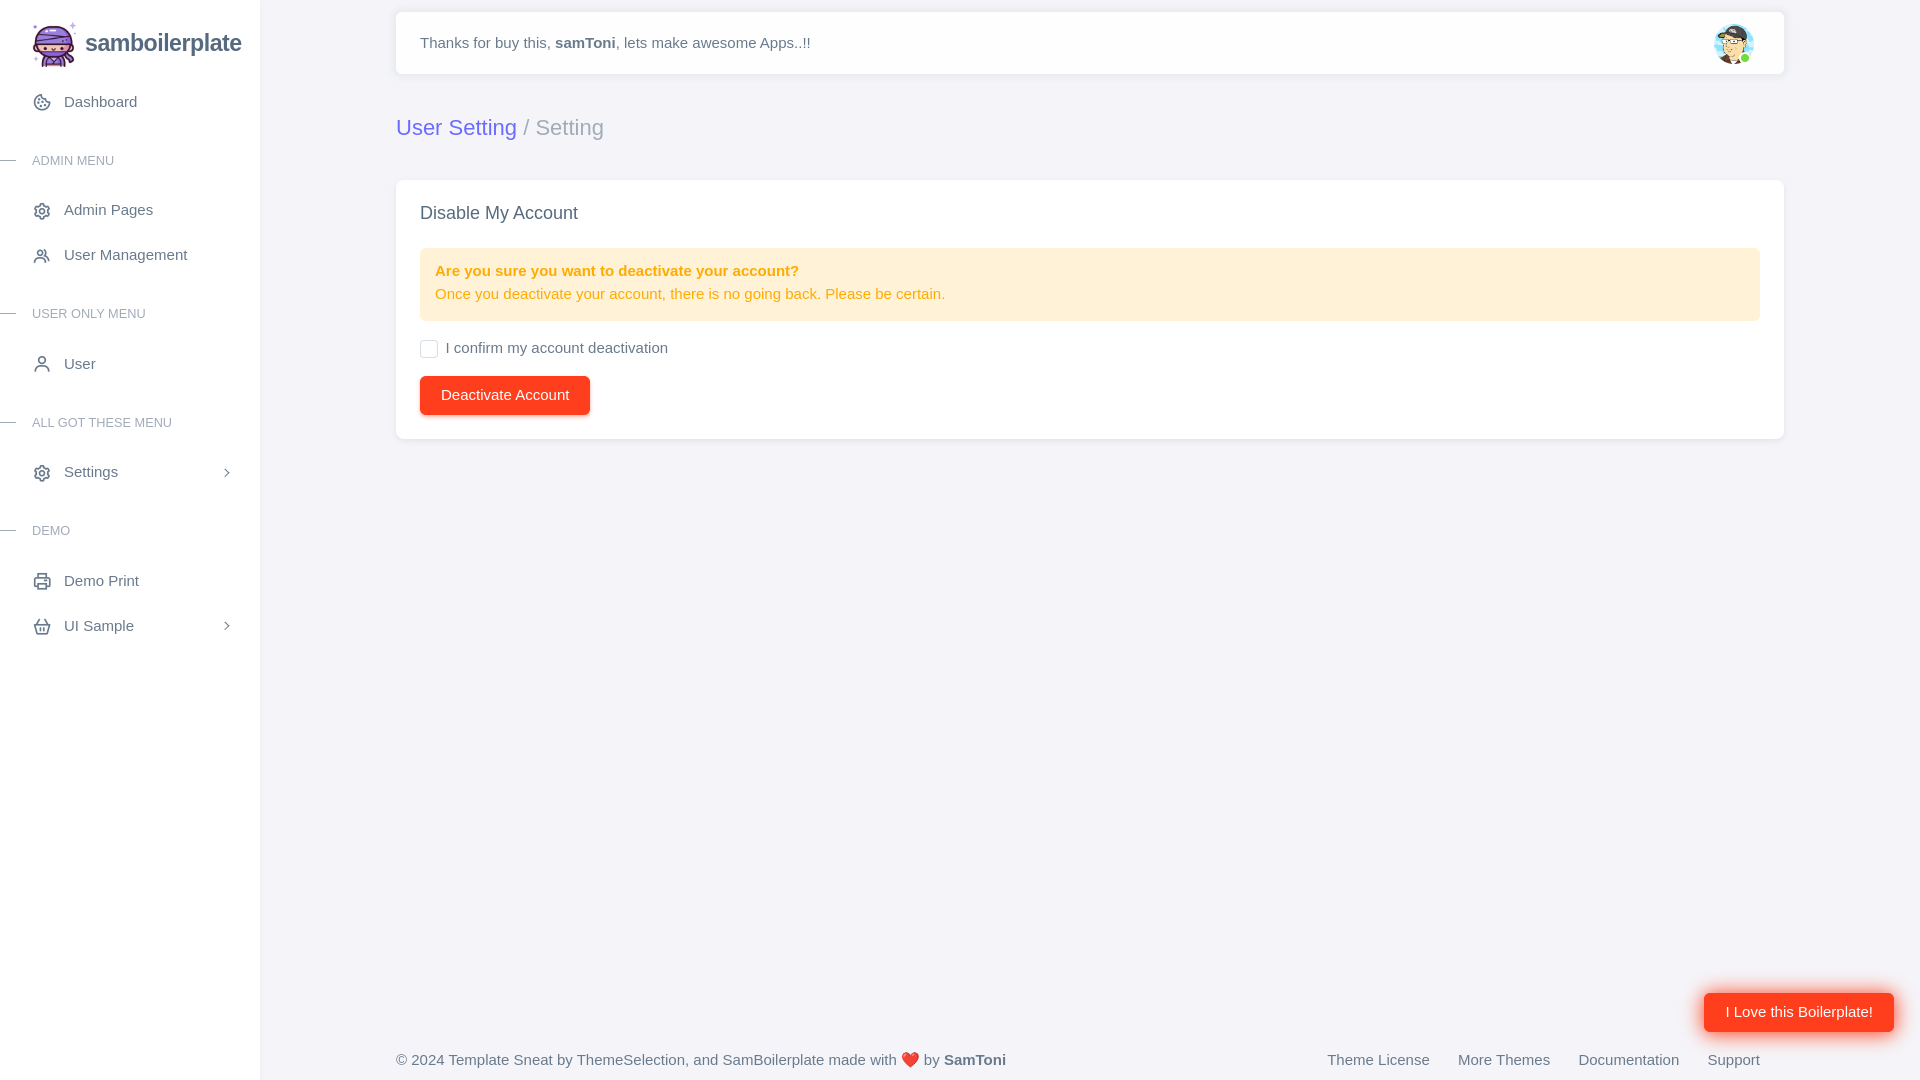 samboilerplate
Dashboard
ADMIN MENU
Admin Pages
User Management
USER ONLY MENU
User
ALL GOT THESE MENU
Settings
DEMO
Demo Print
UI Sample
Thanks for buy this, samToni, lets make awesome Apps..!!
User Setting / Setting
Disable My Account
Are you sure you want to deactivate your account?
Once you deactivate your account, there is no going back. Please be certain.
I confirm my account deactivation
Deactivate Account
I Love this Boilerplate!
© 2024 Template Sneat by ThemeSelection, and SamBoilerplate made with ❤️ by SamToni
Theme License More Themes Documentation Support